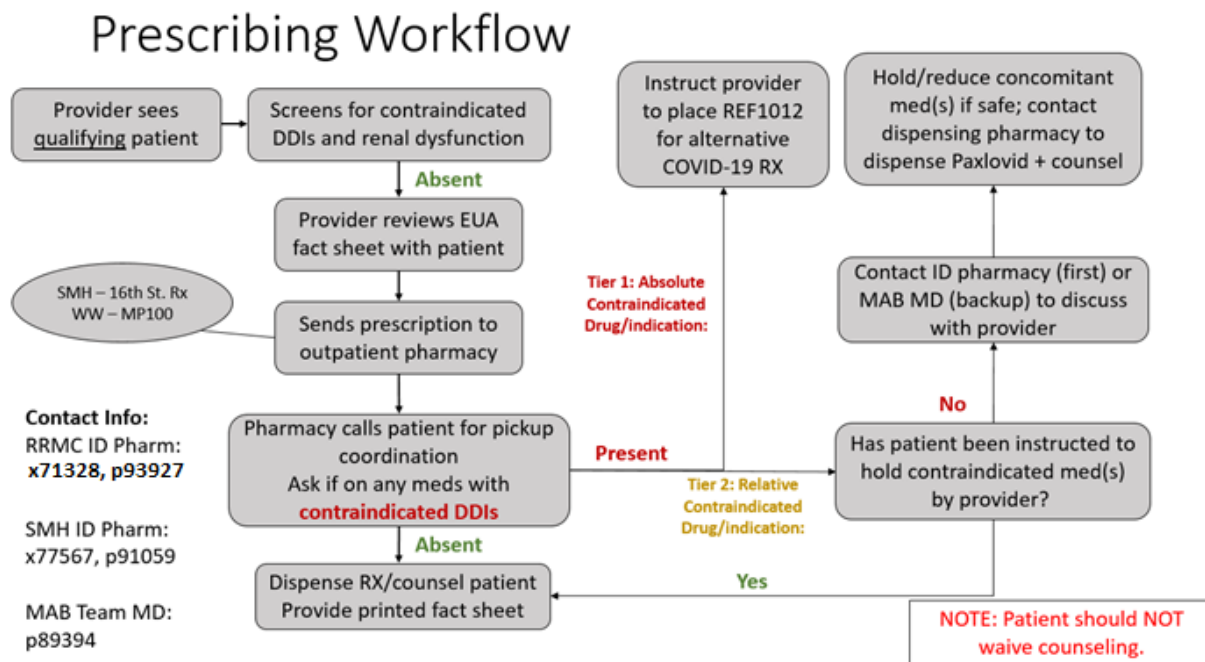 Prescribing Workflow
Provider sees
qualifying patient
Screens for contraindicated
DDIs and renal dysfunction
Absent
Provider reviews EUA
fact sheet with patient
SMH – 16th St. Rx
WW – MP100
Sends prescription to
outpatient pharmacy
Contact Info:
RRMC ID Pharm:
x71328, p93927
SMH ID Pharm:
x77567, p91059
MAB Team MD:
p89394
Pharmacy calls patient for pickup
coordination
Ask if on any meds with
contraindicated DDIs
Absent
Dispense RX/counsel patient
Provide printed fact sheet
Present
Tier 1: Absolute
Contraindicated
Drug/indication:
Instruct provider
to place REF1012
for alternative
COVID-19 RX
Tier 2: Relative
Contraindicated
Drug/indication:
Has patient been instructed to
hold contraindicated med(s)
by provider?
No
Contact ID pharmacy (first) or
MAB MD (backup) to discuss
with provider
Hold/reduce concomitant
med(s) if safe; contact
dispensing pharmacy to
dispense Paxlovid + counsel
Yes
NOTE: Patient should NOT
waive counseling.